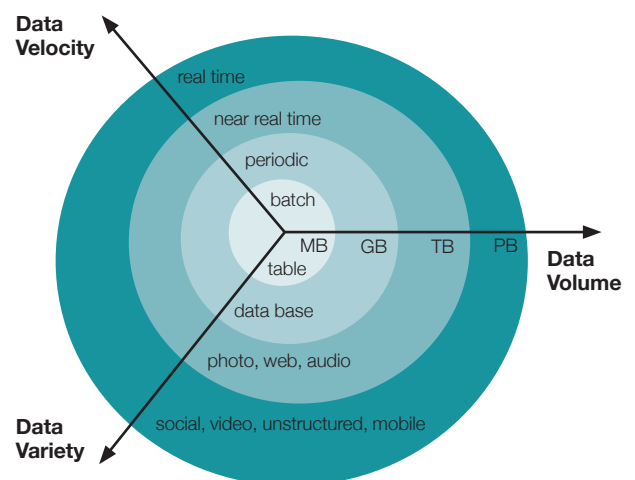 Data
Velocity
real time
near real time
periodic
batch
MB
GB
TB
PB
Data
Volume
table
data base
photo, web, audio
social, video, unstructured, mobile
Data
Variety